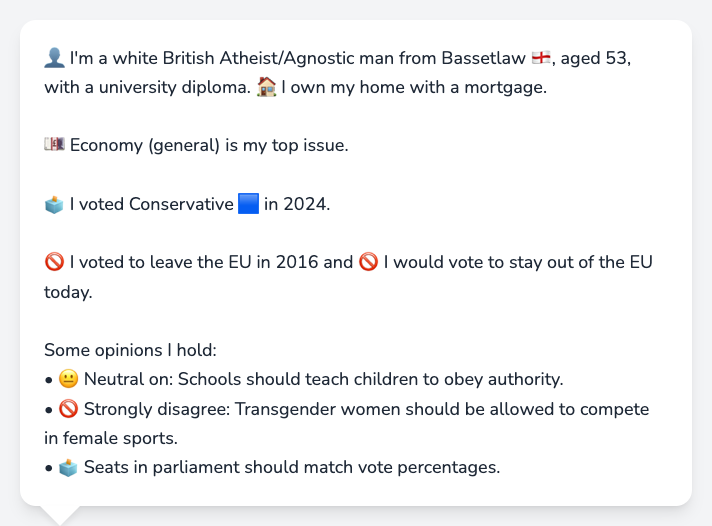 👤 I'm a white British Atheist/Agnostic man from Bassetlaw 🏴󠁧󠁢󠁥󠁮󠁧󠁿, aged 53,
with a university diploma. 🏠 I own my home with a mortgage.
💷 Economy (general) is my top issue.
🗳️ I voted Conservative 🟦 in 2024.
🚫 I voted to leave the EU in 2016 and 🚫 I would vote to stay out of the EU
today.
Some opinions I hold:
• 😐 Neutral on: Schools should teach children to obey authority.
• 🚫 Strongly disagree: Transgender women should be allowed to compete
in female sports.
• 🗳️ Seats in parliament should match vote percentages.